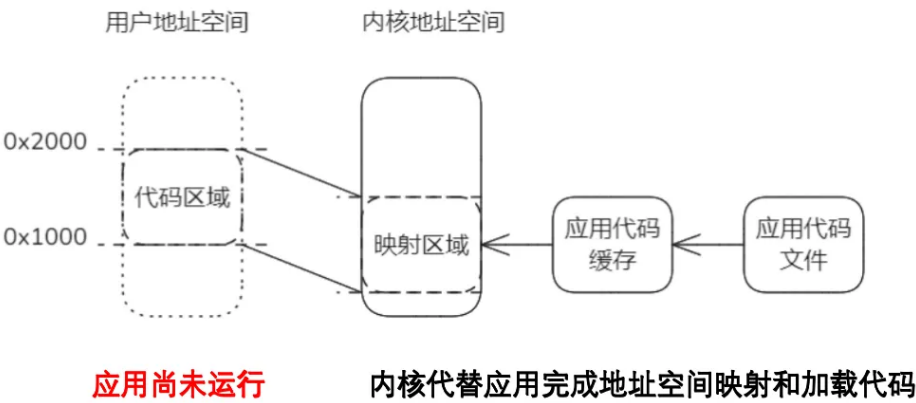 用户地址空间
内核地址空间
0x2000
代码区域
0x1000
映射区域
应用代码
缓存
应用代码
文件
应用尚未运行
内核代替应用完成地址空间映射和加载代码